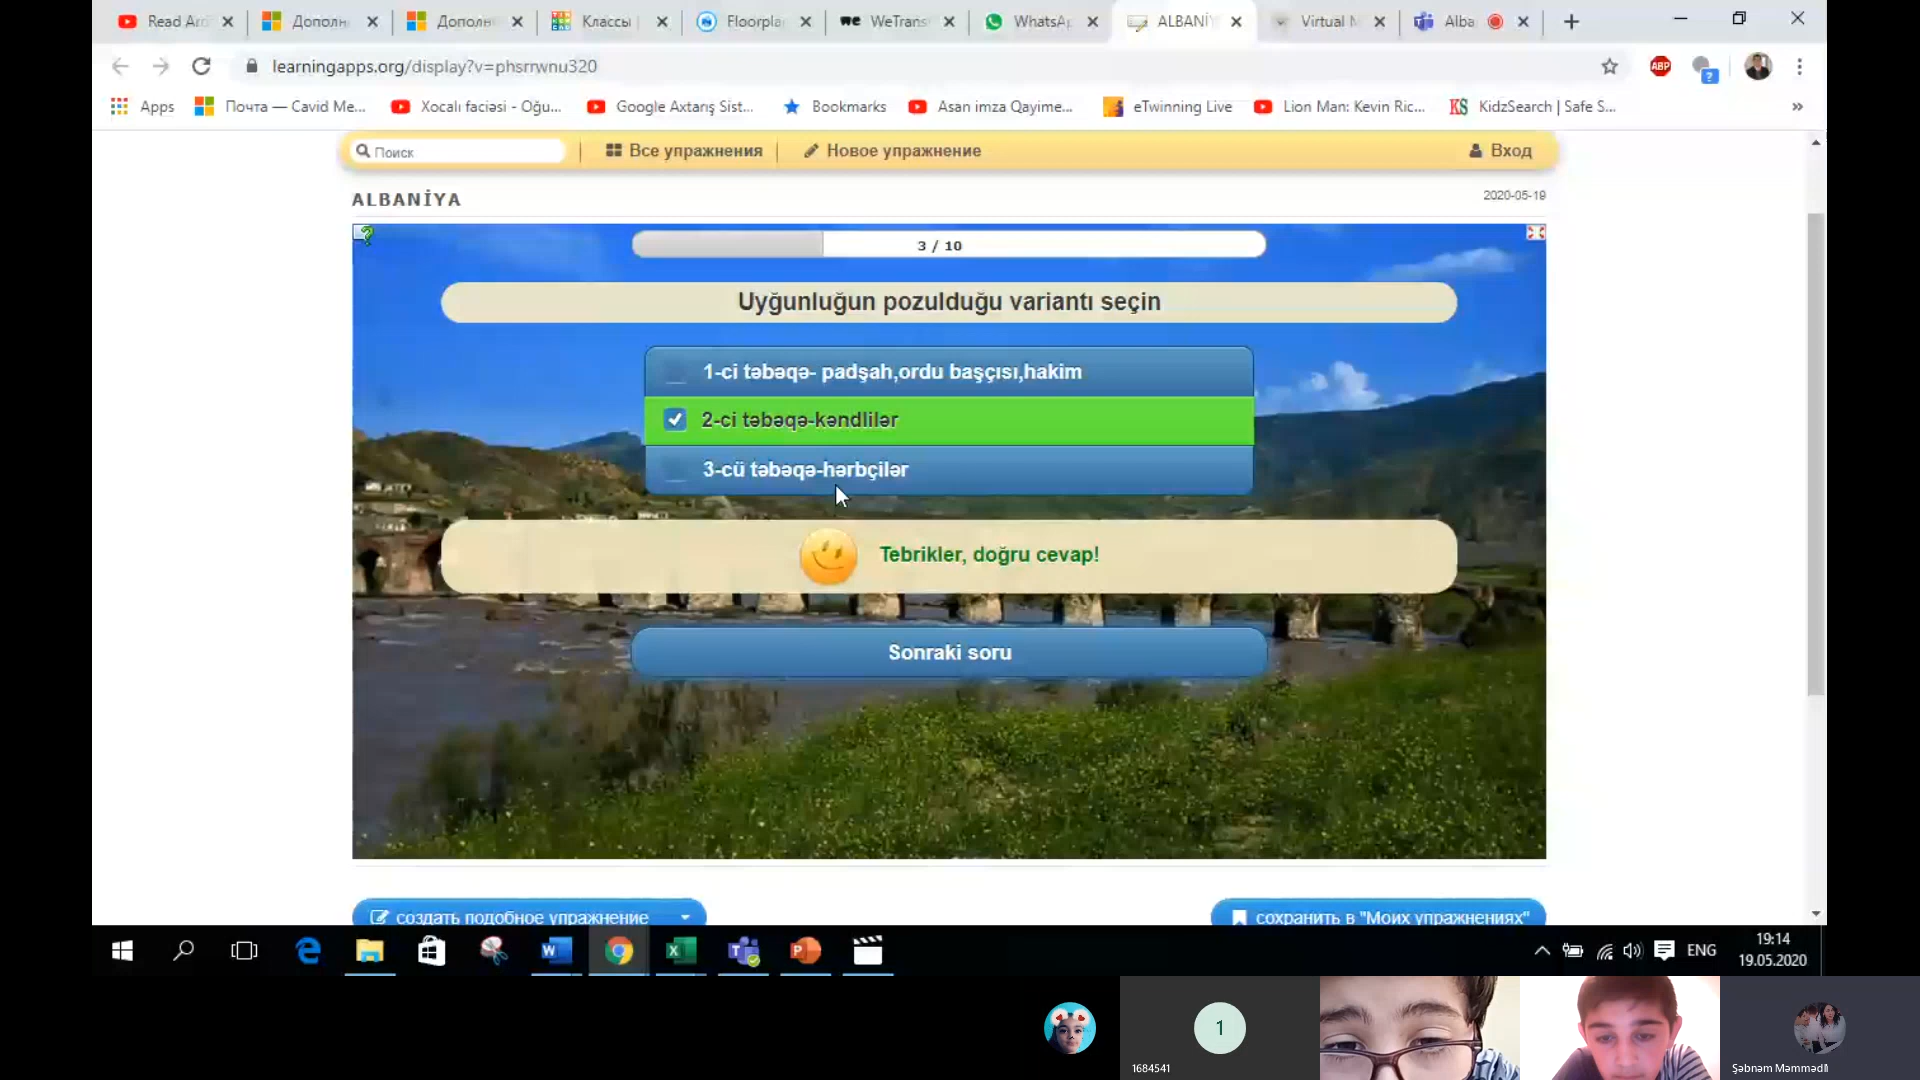 Read Ard
Дополн
Дополн
Классы
Floorpla
WeTrans
WhatsAp
ALBANİY
Virtual M
Alba
learningapps.org/display?v=phsrrwnu320
ABP
Apps
Почта — Cavid Me...
Xocalı faciəsi - Oğu...
Google Axtarış Sist...
Bookmarks
Asan imza Qayime...
eTwinning Live
Lion Man: Kevin Ric...
KS KidzSearch | Safe S...
Поиск
Все упражнения
Новое упражнение
Вход
ALBANİYA
2020-05-19
3 / 10
Uyğunluğun pozulduğu variantı seçin
1-ci təbəqə- padşah,ordu başçısı,hakim
2-ci təbəqə-kəndlilər
3-cü təbəqə-hərbçilər
Tebrikler, doğru cevap!
Sonraki soru
создать подобное упражнение
сохранить в "Моих упражнениях"
ENG
19:14
19.05.2020
1
1684541
Şəbnəm Məmmədli